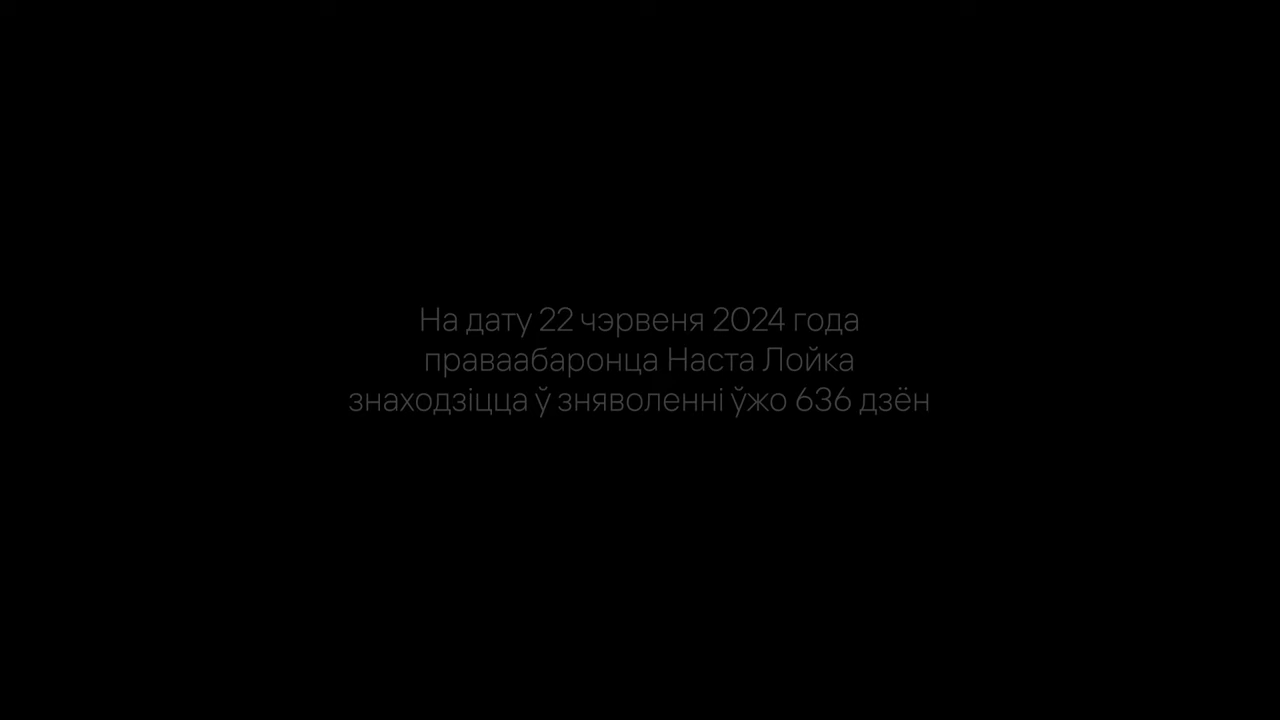 На дату 22 чэрвеня 2024 года
праваабаронца Наста Лойка
знаходзіцца ў зняволенні ўжо 636 дзён